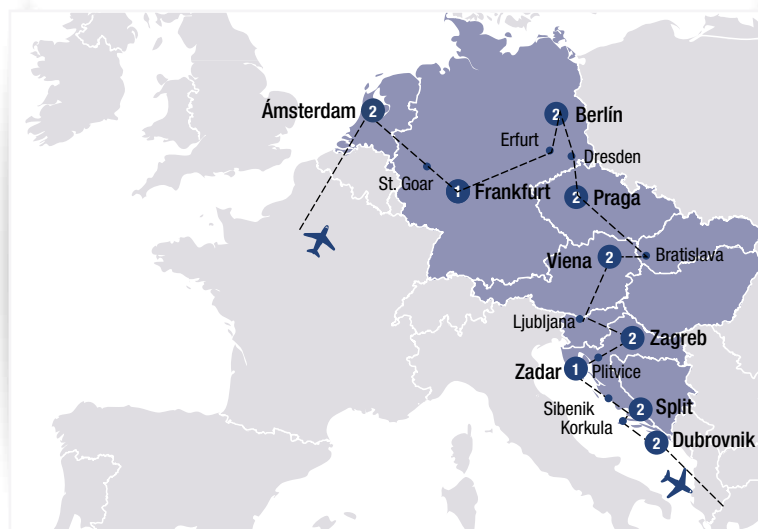 Ámsterdam 2
2 Berlín
Erfurt
Dresden
St. Goar
1 Frankfurt
2 Praga
Viena 2
Bratislava
Ljubljana
2 Zagreb
Zadar 1
Plitvice
Sibenik
2 Split
Korkula
2 Dubrovnik